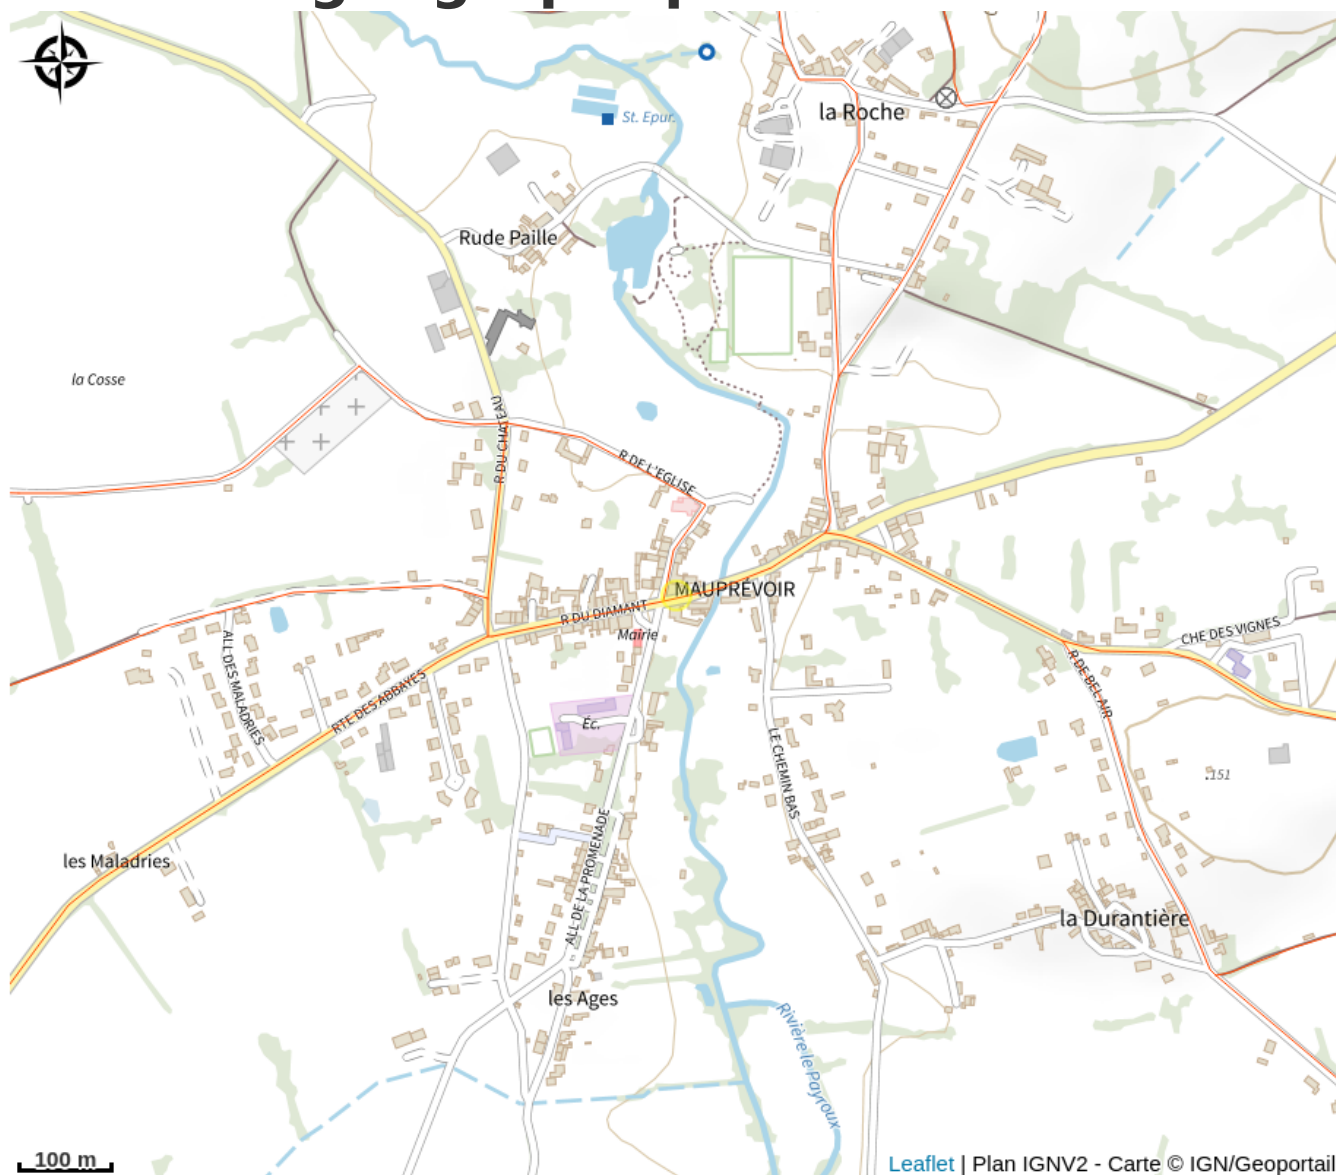 la Roche
St. Epur.
Rude Paille
la Cosse
R DU CHATEAU
R DE L'EGLISE
MAUPRÉVOIR
R DU DIAMANT
Mairie
CHE DES VIGNES
ALL DES MALADRIES
RTE DES ABBAYES
R DE BEL AIR
Éc.
LE CHEMIN BAS
151
les Maladries
ALL DE LA PROMENADE
la Durantière
les Ages
Rivière le Payroux
100 m
Leaflet | Plan IGNV2 - Carte © IGN/Geoportail